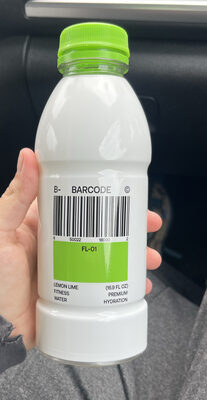 B- BARCODE ©
FL-01
LEMON LIME
FITNESS
WATER
(16.9 FL OZ)
PREMIUM
HYDRATION